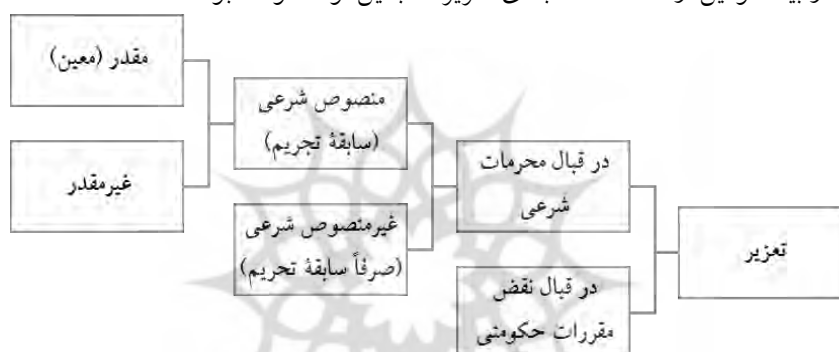 مقدر (معین)
غیرمقدر
منصوص شرعی
(سابقهٔ تجریم)
غیرمنصوص شرعی
(صرفاً سابقهٔ تحریم)
در قبال محرمات
شرعی
در قبال نقض
مقررات حکومتی
تعزیر